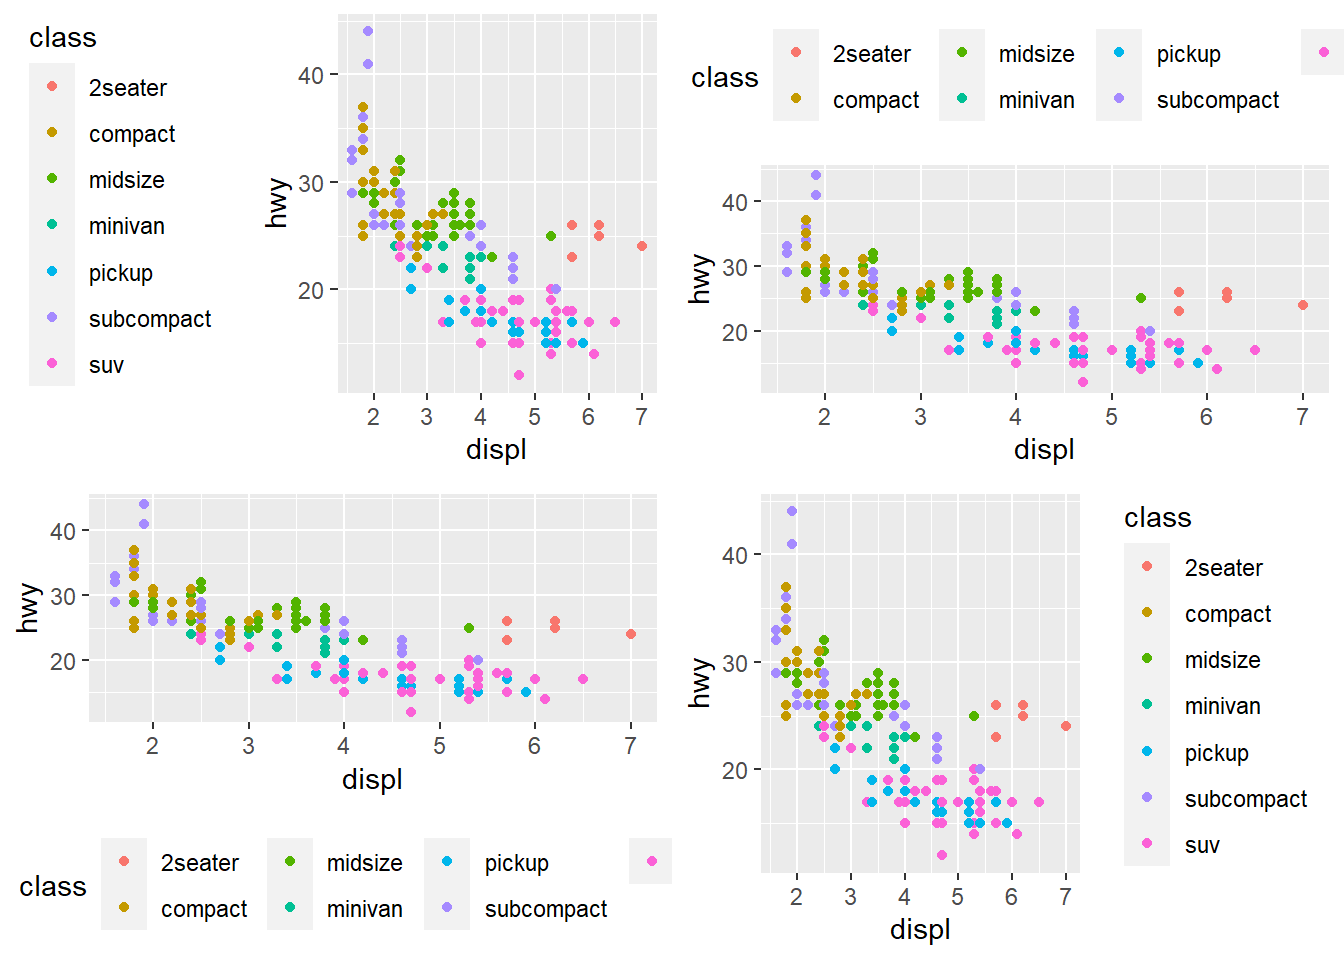 class
2seater
compact
midsize
minivan
pickup
subcompact
suv
hwy
40
30
20
2 3 4 5 6 7
displ
class
2seater midsize pickup
compact minivan subcompact
hwy
40
30
20
2 3 4 5 6 7
displ
hwy
40
30
20
2 3 4 5 6 7
displ
class
2seater midsize pickup
compact minivan subcompact
hwy
40
30
20
2 3 4 5 6 7
displ
class
2seater
compact
midsize
minivan
pickup
subcompact
suv